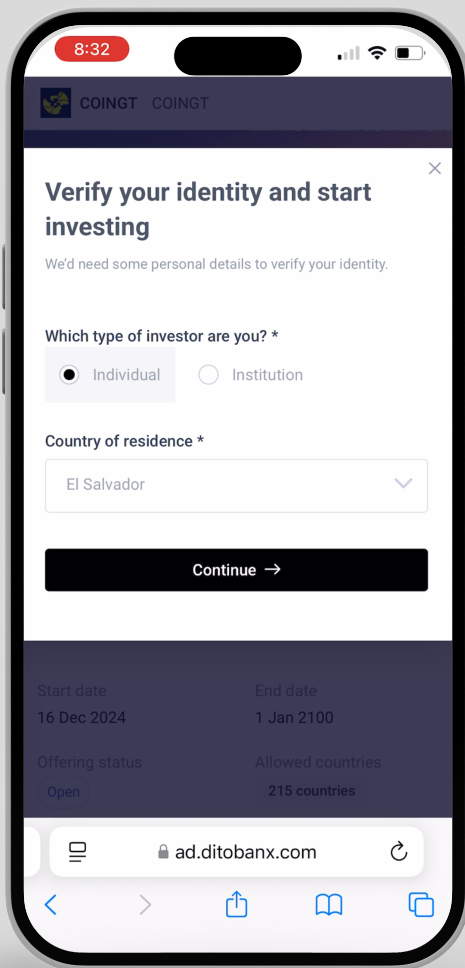 8:32
COINGT COINGT
Verify your identity and start
investing
We'd need some personal details to verify your identity.
Which type of investor are you? *
Individual Institution
Country of residence *
El Salvador
Continue →
Start date End date
16 Dec 2024 1 Jan 2100
Offering status Allowed countries
Open 215 countries
ad.ditobanx.com